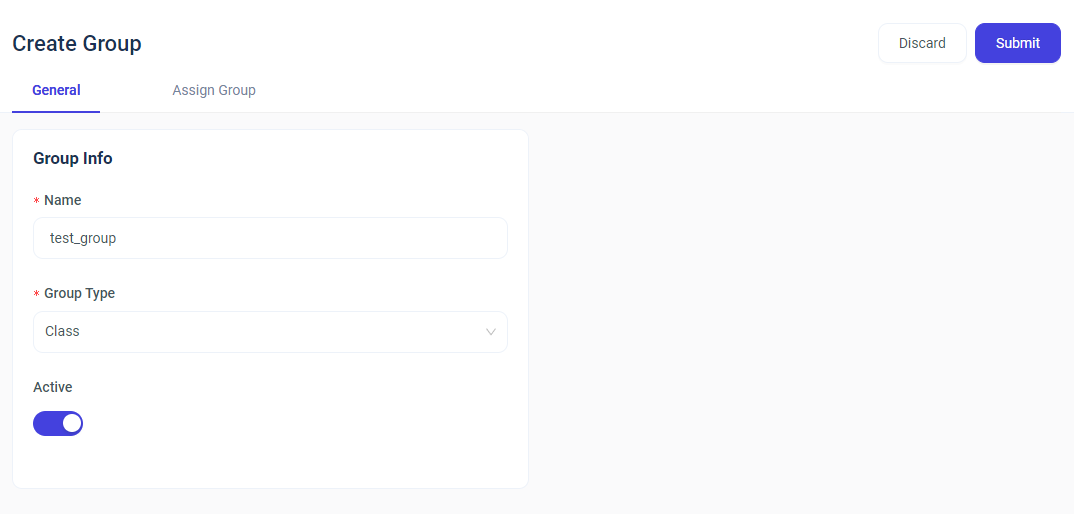 Create Group
Discard
Submit
General
Assign Group
Group Info
* Name
test_group
* Group Type
Class
Active